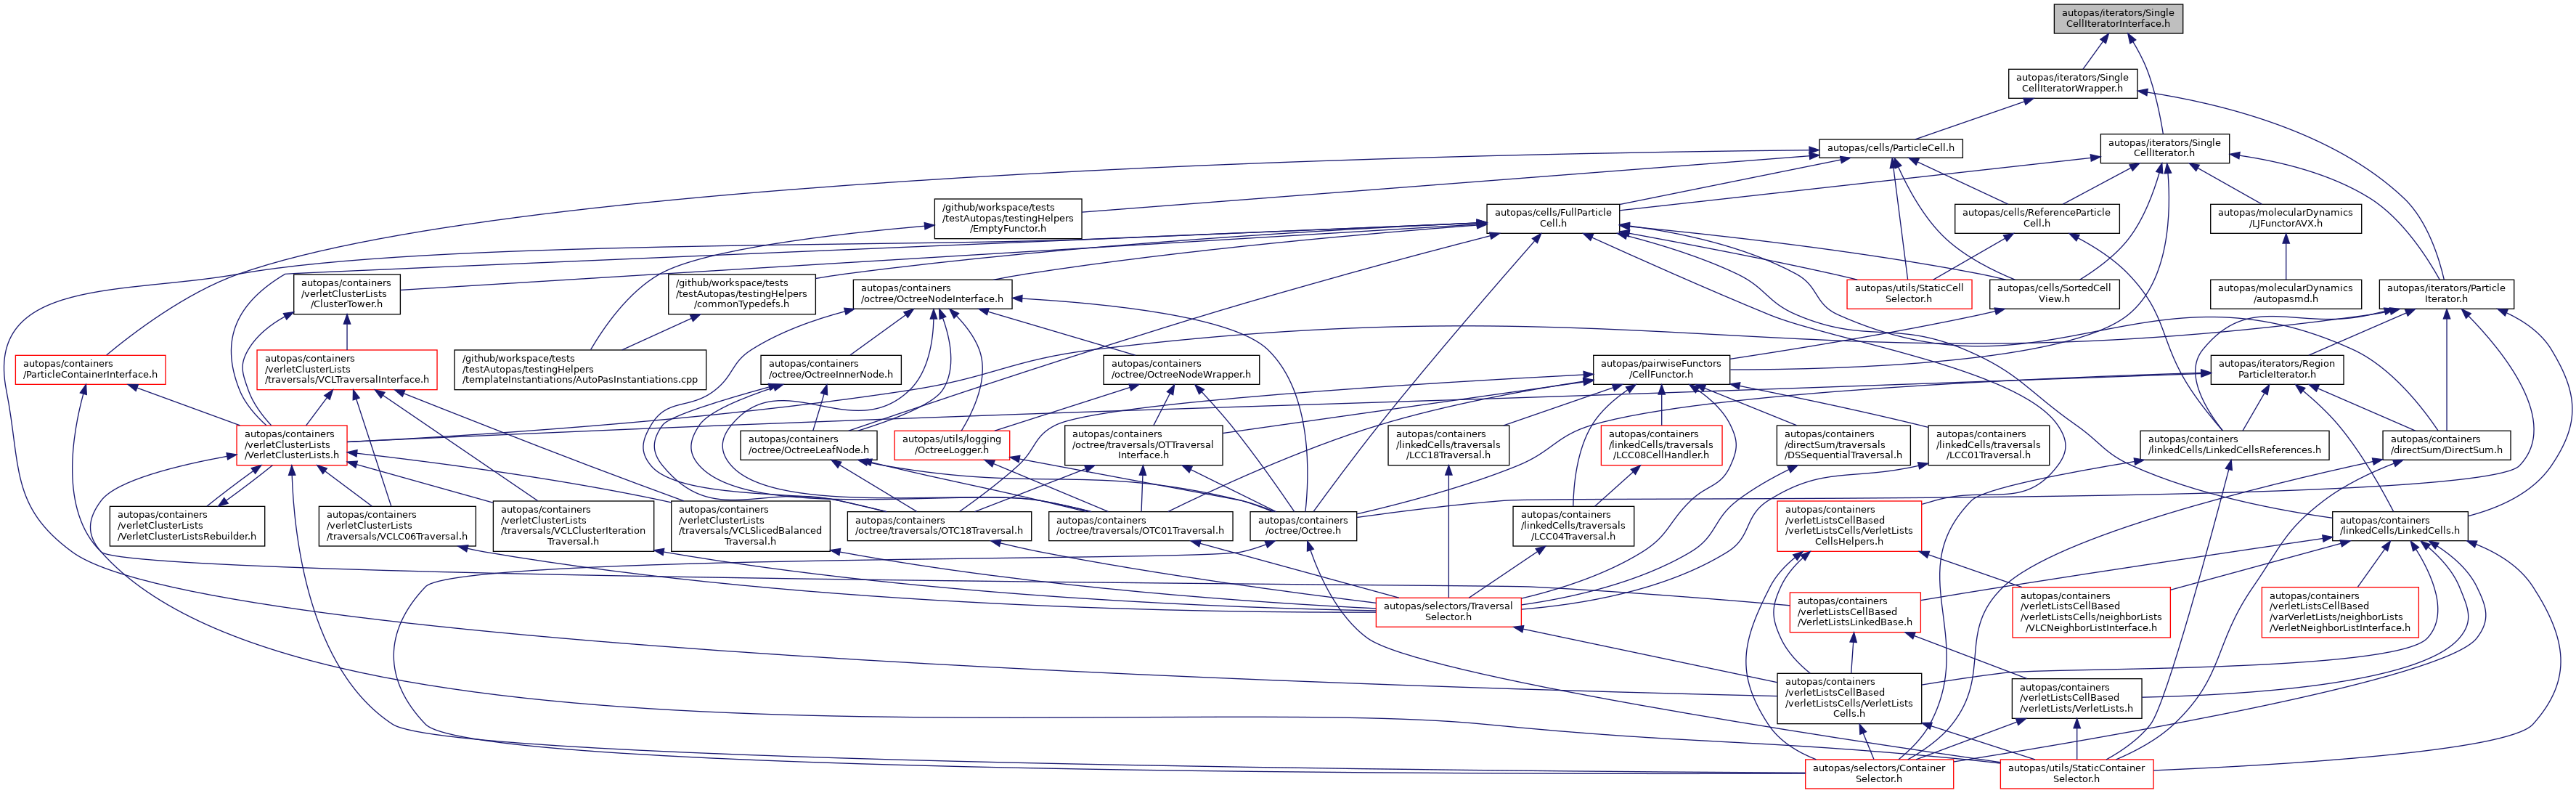 autopas/iterators/Single
CellIteratorInterface.h
autopas/iterators/Single
CellIteratorWrapper.h
autopas/cells/ParticleCell.h
autopas/iterators/Single
CellIterator.h
/github/workspace/tests
/testAutopas/testingHelpers
/EmptyFunctor.h
autopas/cells/FullParticle
Cell.h
autopas/cells/ReferenceParticle
Cell.h
autopas/molecularDynamics
/LJFunctorAVX.h
autopas/containers
/verletClusterLists
/ClusterTower.h
/github/workspace/tests
/testAutopas/testingHelpers
/commonTypedefs.h
autopas/containers
/octree/OctreeNodeInterface.h
autopas/utils/StaticCell
Selector.h
autopas/cells/SortedCell
View.h
autopas/molecularDynamics
/autopasmd.h
autopas/iterators/Particle
Iterator.h
autopas/containers
/ParticleContainerInterface.h
autopas/containers
/verletClusterLists
/traversals/VCLTraversalInterface.h
/github/workspace/tests
/testAutopas/testingHelpers
/templateInstantiations/AutoPasInstantiations.cpp
autopas/containers
/octree/OctreeInnerNode.h
autopas/containers
/octree/OctreeNodeWrapper.h
autopas/pairwiseFunctors
/CellFunctor.h
autopas/iterators/Region
ParticleIterator.h
autopas/containers
/verletClusterLists
/VerletClusterLists.h
autopas/containers
/octree/OctreeLeafNode.h
autopas/utils/logging
/OctreeLogger.h
autopas/containers
/octree/traversals/OTTraversal
Interface.h
autopas/containers
/linkedCells/traversals
/LCC18Traversal.h
autopas/containers
/linkedCells/traversals
/LCC08CellHandler.h
autopas/containers
/directSum/traversals
/DSSequentialTraversal.h
autopas/containers
/linkedCells/traversals
/LCC01Traversal.h
autopas/containers
/linkedCells/LinkedCellsReferences.h
autopas/containers
/directSum/DirectSum.h
autopas/containers
/verletClusterLists
/VerletClusterListsRebuilder.h
autopas/containers
/verletClusterLists
/traversals/VCLC06Traversal.h
autopas/containers
/verletClusterLists
/traversals/VCLClusterIteration
Traversal.h
autopas/containers
/verletClusterLists
/traversals/VCLSlicedBalanced
Traversal.h
autopas/containers
/octree/traversals/OTC18Traversal.h
autopas/containers
/octree/traversals/OTC01Traversal.h
autopas/containers
/octree/Octree.h
autopas/containers
/linkedCells/traversals
/LCC04Traversal.h
autopas/containers
/verletListsCellBased
/verletListsCells/VerletLists
CellsHelpers.h
autopas/containers
/linkedCells/LinkedCells.h
autopas/selectors/Traversal
Selector.h
autopas/containers
/verletListsCellBased
/VerletListsLinkedBase.h
autopas/containers
/verletListsCellBased
/verletListsCells/neighborLists
/VLCNeighborListInterface.h
autopas/containers
/verletListsCellBased
/varVerletLists/neighborLists
/VerletNeighborListInterface.h
autopas/containers
/verletListsCellBased
/verletListsCells/VerletLists
Cells.h
autopas/containers
/verletListsCellBased
/verletLists/VerletLists.h
autopas/selectors/Container
Selector.h
autopas/utils/StaticContainer
Selector.h